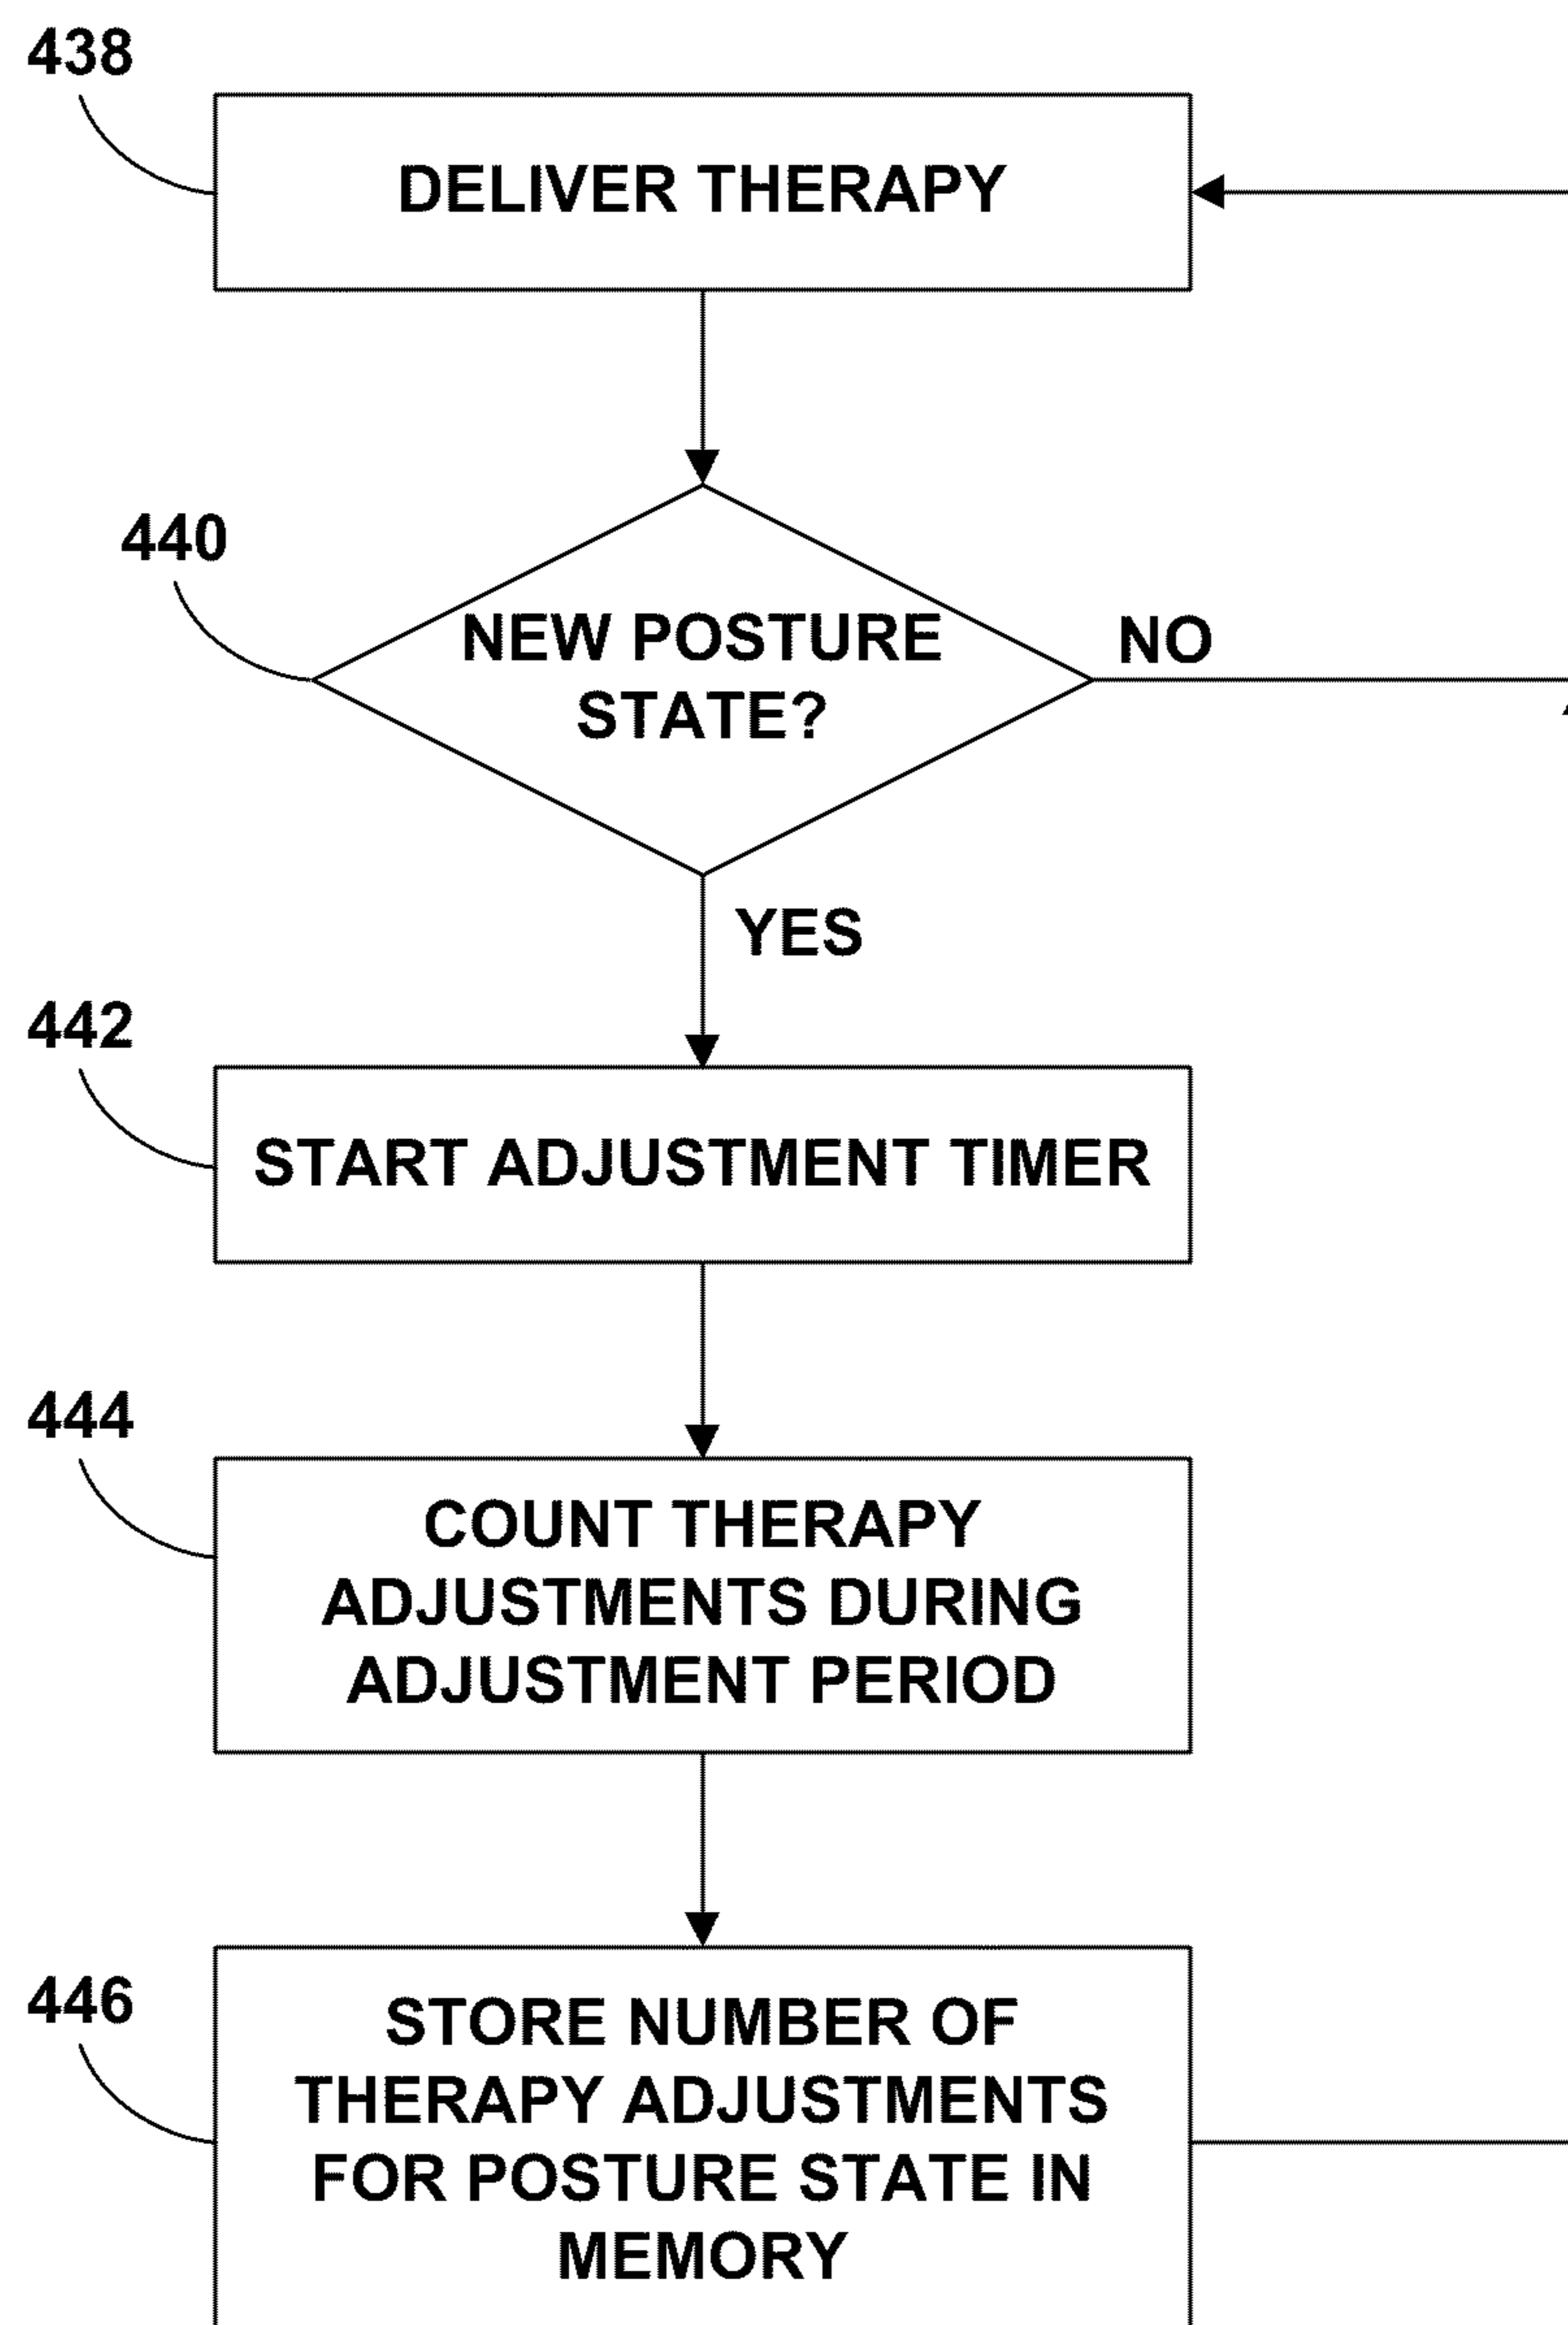 438
DELIVER THERAPY
440
NEW POSTURE
STATE?
NO
YES
442
START ADJUSTMENT TIMER
444
COUNT THERAPY
ADJUSTMENTS DURING
ADJUSTMENT PERIOD
446
STORE NUMBER OF
THERAPY ADJUSTMENTS
FOR POSTURE STATE IN
MEMORY